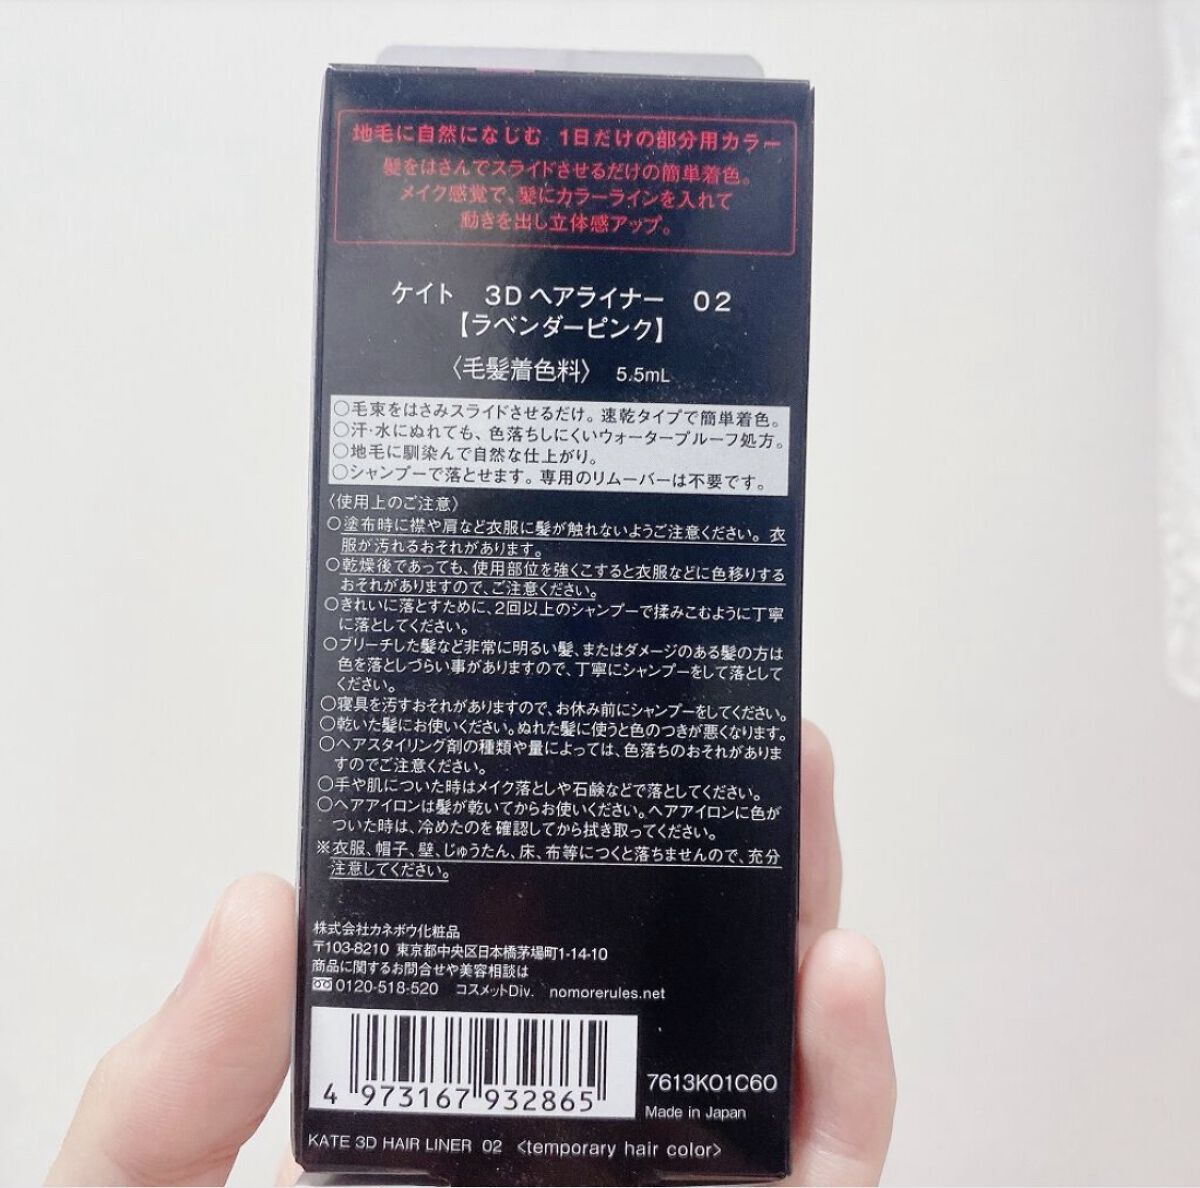 地毛に自然になじむ 1日だけの部分用カラー
髪をはさんでスライドさせるだけの簡単着色。
メイク感覚で、髪にカラーラインを入れて
動きを出し立体感アップ。
ケイト 3Dヘアライナー 02
【ラベンダーピンク】
〈毛髪着色料〉 5.5mL
○毛束をはさみスライドさせるだけ。速乾タイプで簡単着色。
○汗・水にぬれても、色落ちしにくいウォータープルーフ処方。
○地毛に馴染んで自然な仕上がり。
○シャンプーで落とせます。専用のリムーバーは不要です。
〈使用上のご注意〉
○塗布時に襟や肩など衣服に髪が触れないようご注意ください。衣
服が汚れるおそれがあります。
○乾燥後であっても、使用部位を強くこすると衣服などに色移りする
おそれがありますので、ご注意ください。
○きれいに落とすために、2回以上のシャンプーで揉みこむように丁寧
に落としてください。
○ブリーチした髪など非常に明るい髪、またはダメージのある髪の方は
色を落としづらい事がありますので、丁寧にシャンプーをして落として
ください。
○寝具を汚すおそれがありますので、お休み前にシャンプーをしてください。
○乾いた髪にお使いください。ぬれた髪に使うと色のつきが悪くなります。
○ヘアスタイリング剤の種類や量によっては、色落ちのおそれがありま
すのでご注意ください。
○手や肌についた時はメイク落としや石鹸などで落としてください。
○ヘアアイロンは髪が乾いてからお使いください。ヘアアイロンに色が
ついた時は、冷めたのを確認してから拭き取ってください。
※衣服、帽子、壁、じゅうたん、床、布等につくと落ちませんので、充分
注意してください。
株式会社カネボウ化粧品
〒103-8210 東京都中央区日本橋茅場町1-14-10
商品に関するお問合せや美容相談は
0120-518-520 コスメットDiv. nomorerules.net
4 973167 932865
7613K01C60
Made in Japan
KATE 3D HAIR LINER 02 <temporary hair color>